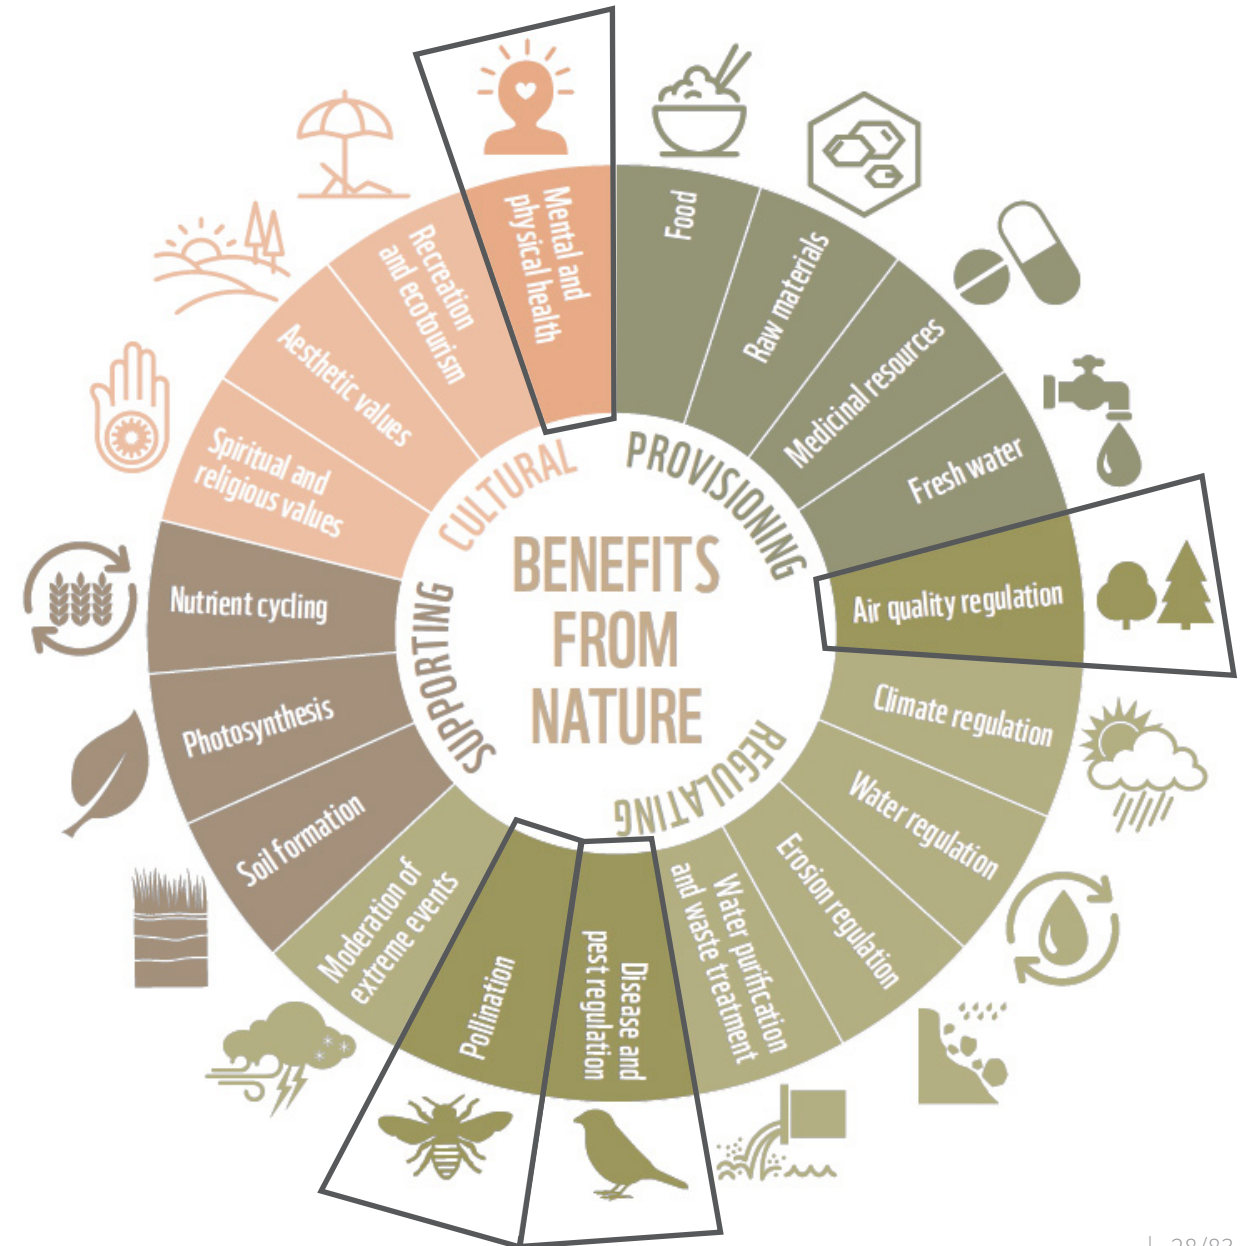 BENEFITS
FROM
NATURE
PROVISIONING
Food
Raw materials
Medicinal resources
Fresh water
REGULATING
Air quality regulation
Climate regulation
Water regulation
Erosion regulation
Water purification
and waste treatment
Disease and
pest regulation
Pollination
Moderation of
extreme events
SUPPORTING
Soil formation
Photosynthesis
Nutrient cycling
CULTURAL
Spiritual and
religious values
Aesthetic values
Recreation
and ecotourism
Mental and
physical health